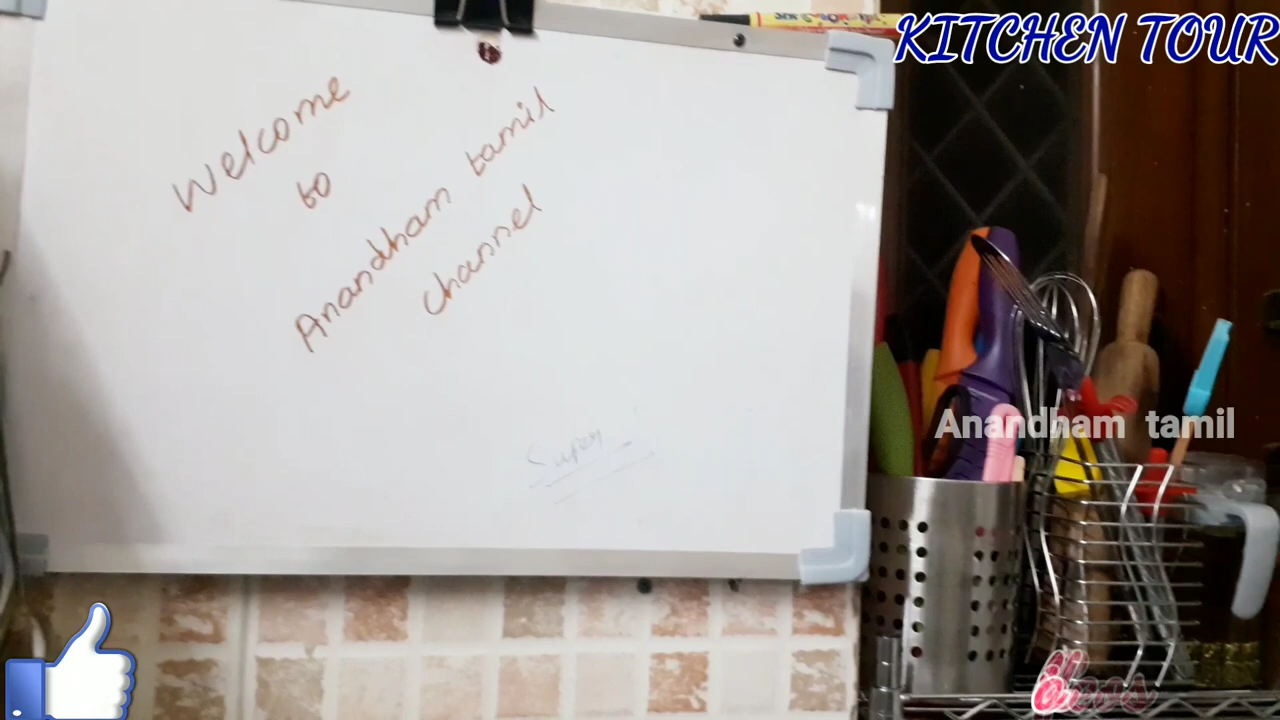 KITCHEN TOUR
Welcome
to
Anandham tamil
channel
Super
Anandham tamil